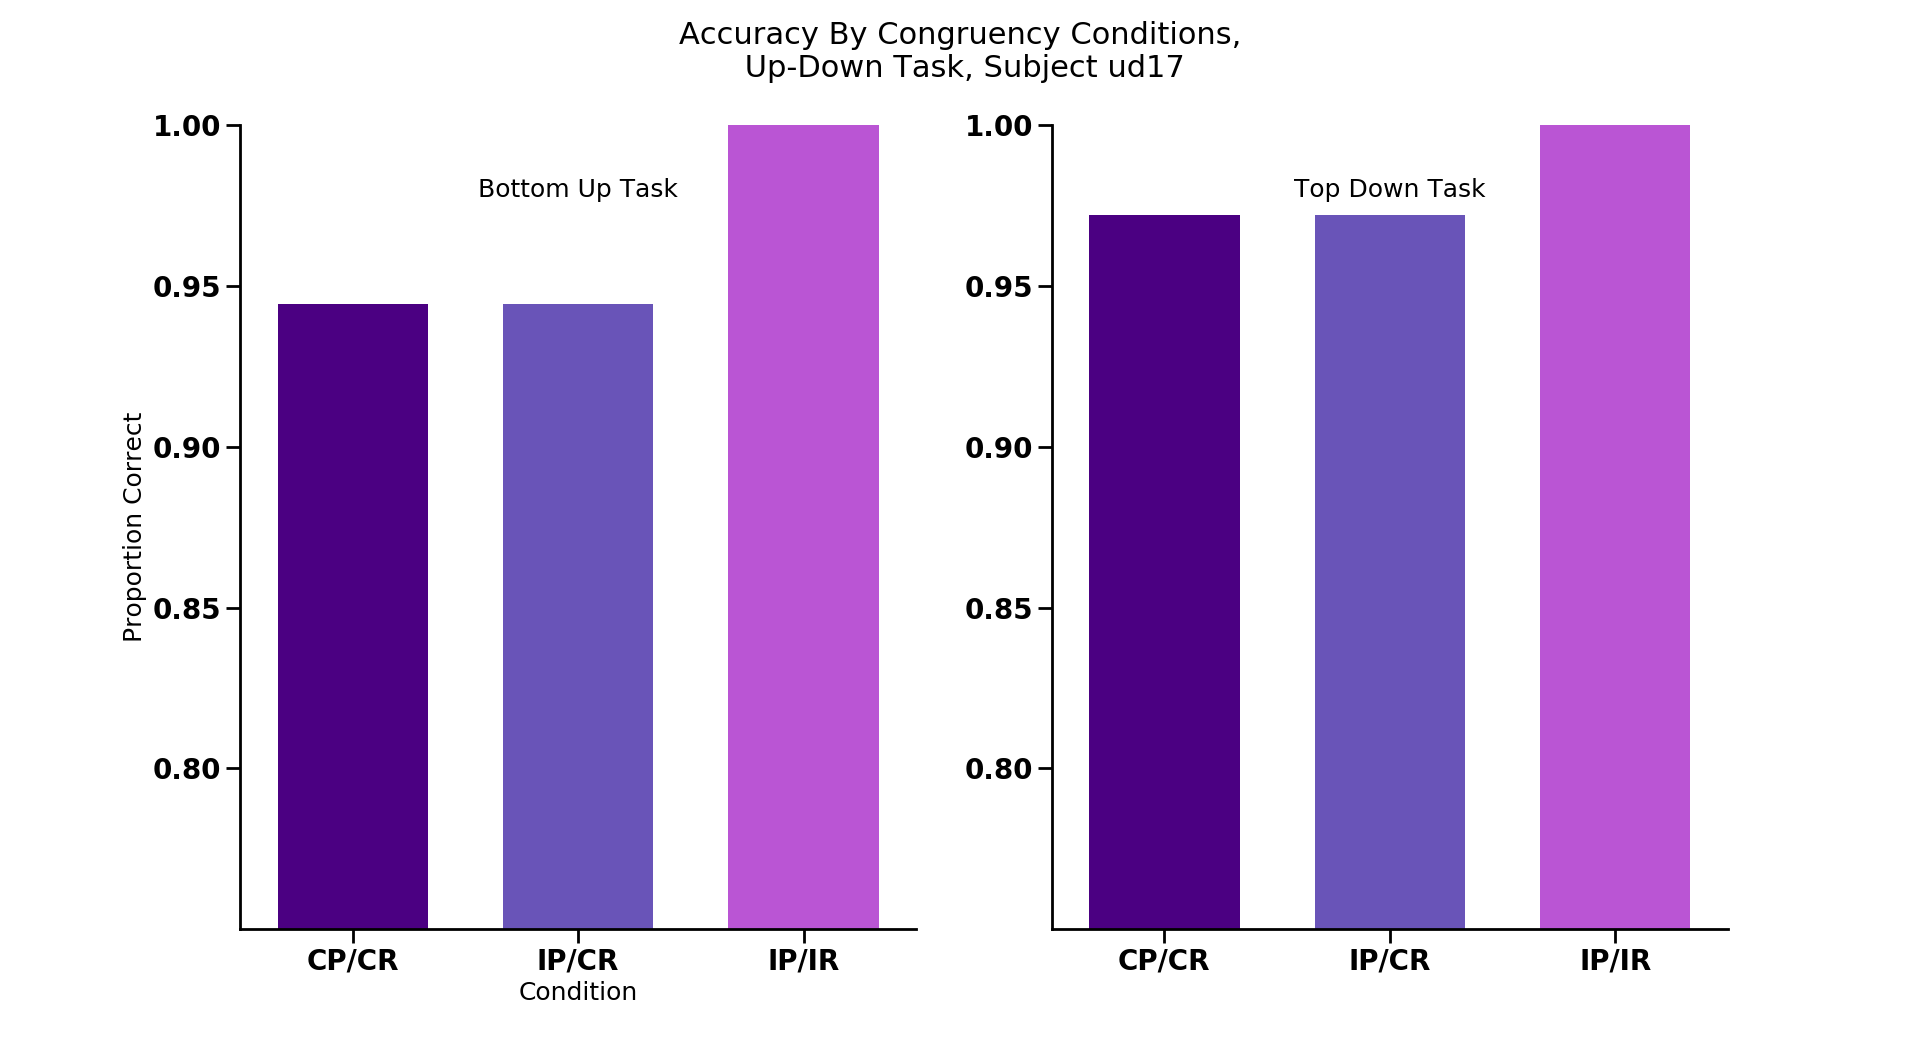 Accuracy By Congruency Conditions,
Up-Down Task, Subject ud17
Proportion Correct
1.00
0.95
0.90
0.85
0.80
Bottom Up Task
CP/CR
IP/CR
IP/IR
Condition
1.00
0.95
0.90
0.85
0.80
Top Down Task
CP/CR
IP/CR
IP/IR